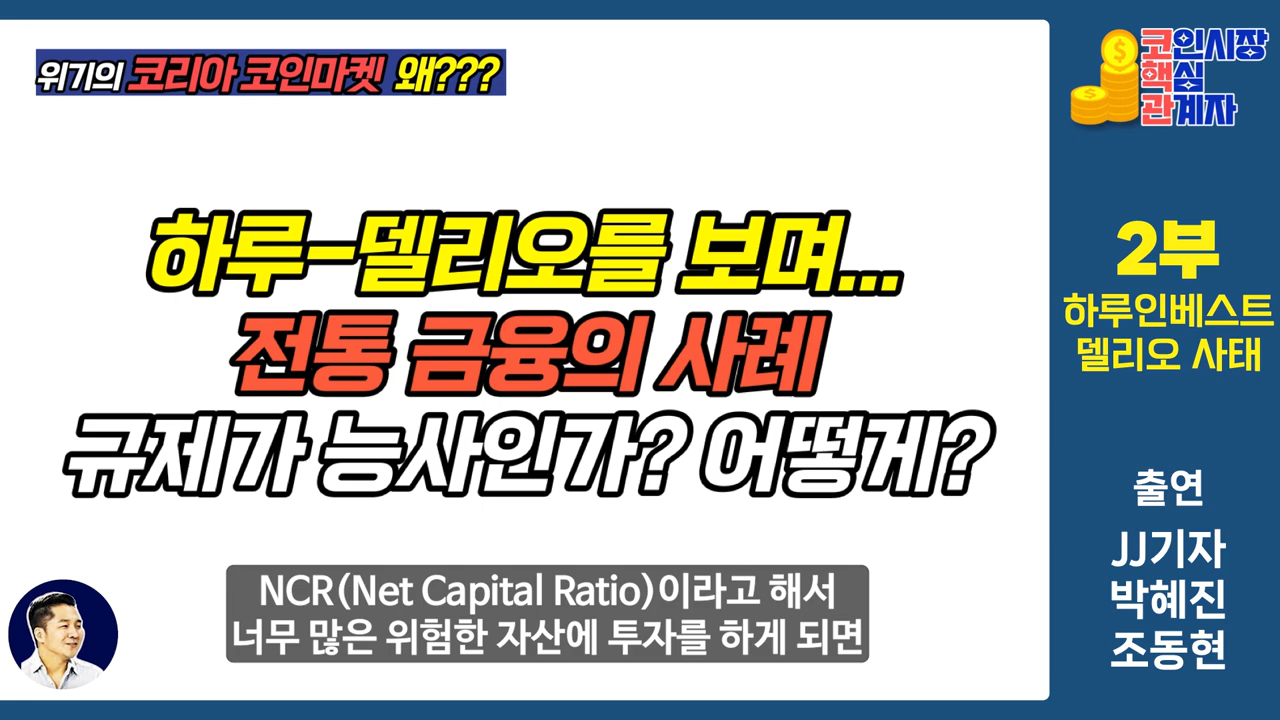 위기의 코리아 코인마켓 왜???
코인시장
핵심
관계자
하루-델리오를 보며...
전통 금융의 사례
규제가 능사인가? 어떻게?
2부
하루인베스트
델리오 사태
출연
JJ기자
박혜진
조동현
NCR(Net Capital Ratio)이라고 해서
너무 많은 위험한 자산에 투자를 하게 되면